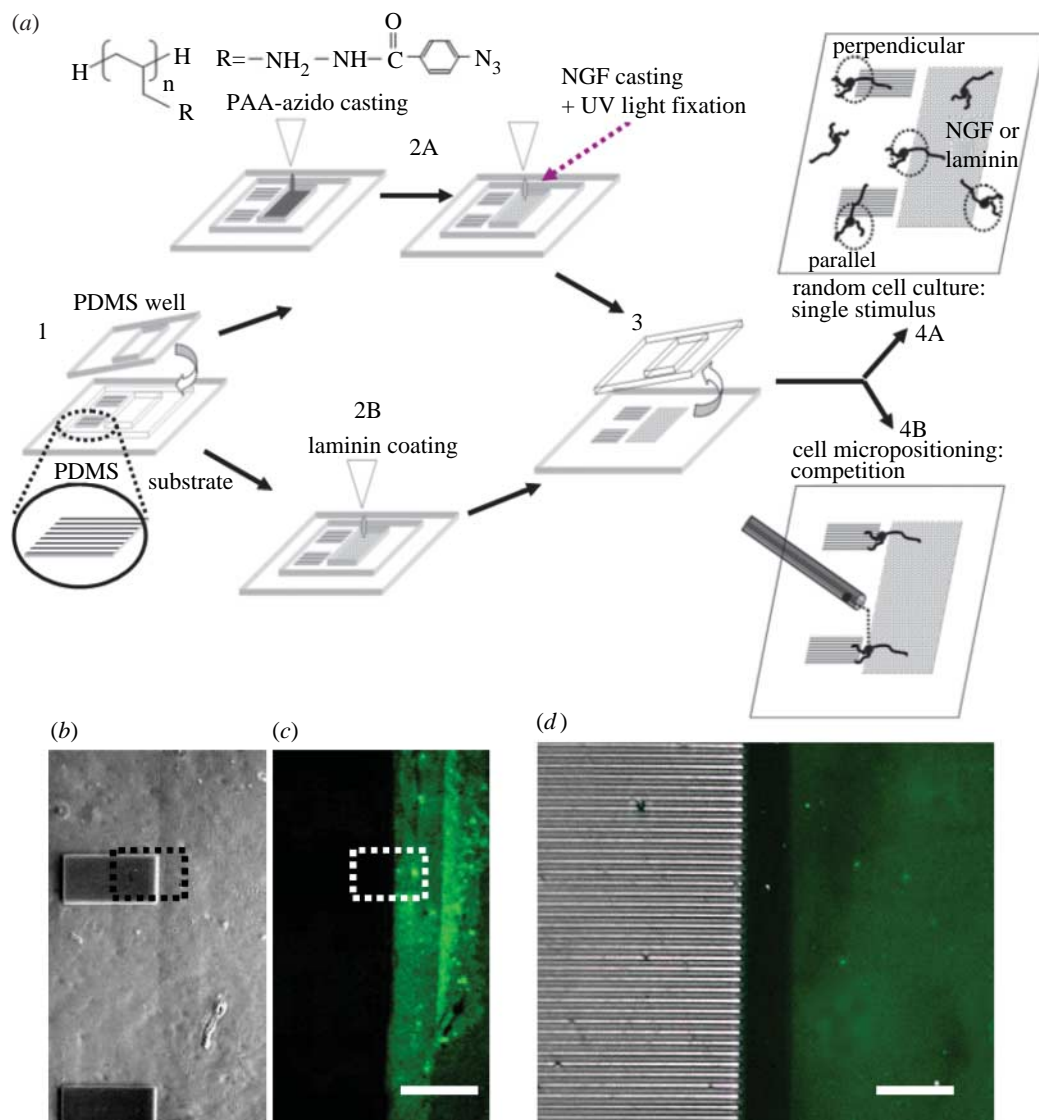 (a)
H
( )n
H
R
R= —NH2—NH—C—
O
N3
PAA-azido casting
NGF casting
+ UV light fixation
2A
perpendicular
NGF or
laminin
parallel
random cell culture:
single stimulus
4A
PDMS well
1
3
2B
laminin coating
PDMS
substrate
4B
cell micropositioning:
competition
(b)
(c)
(d)